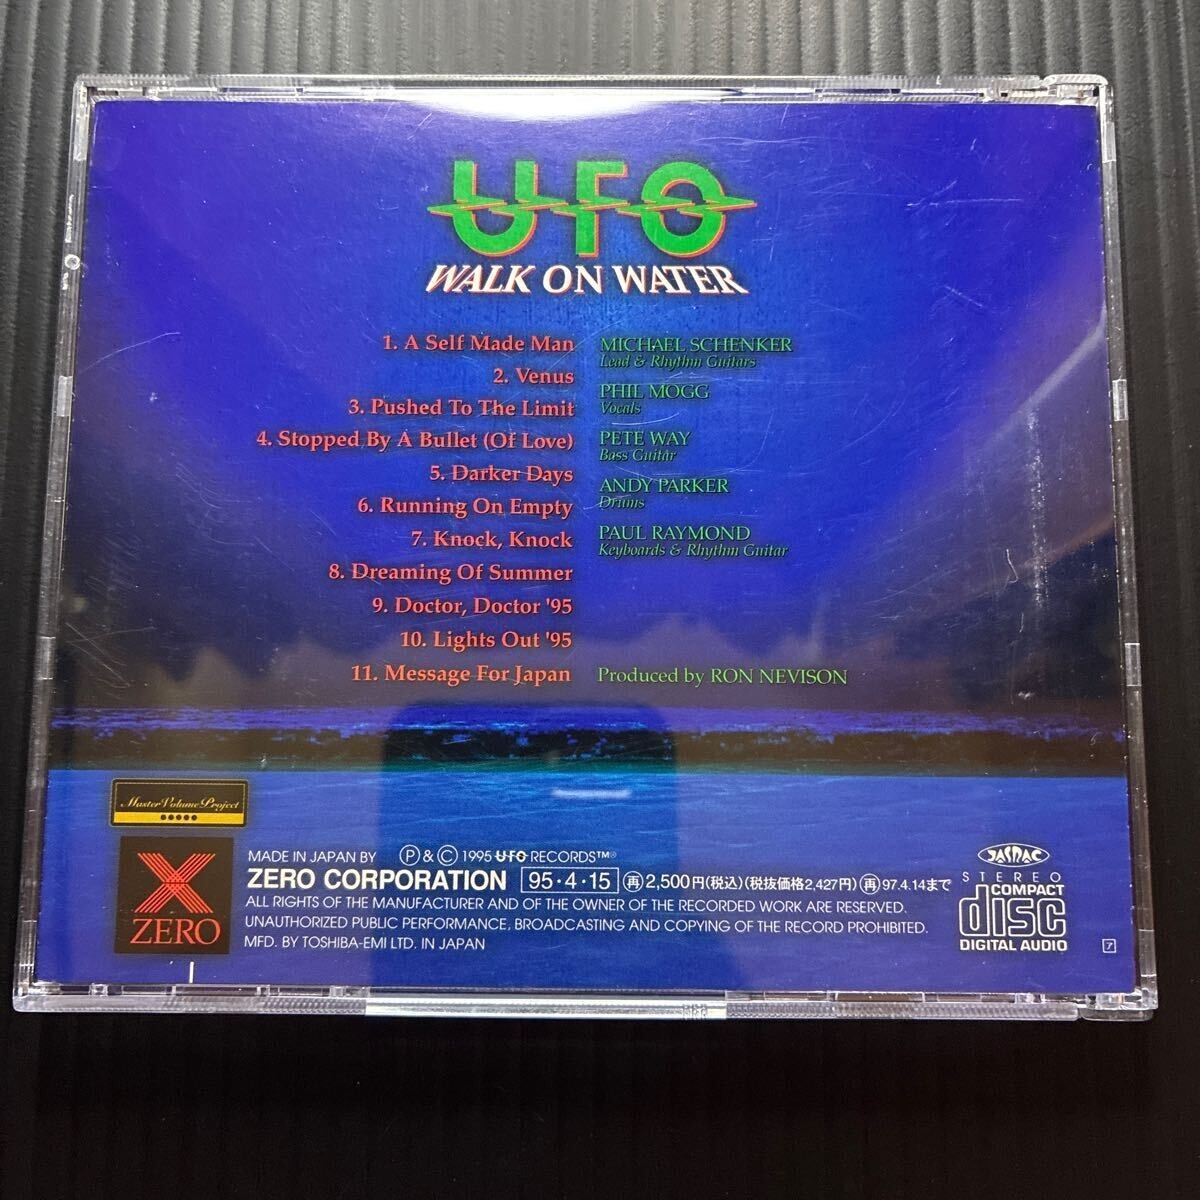 UFO
WALK ON WATER
1. A Self Made Man
2. Venus
3. Pushed To The Limit
4. Stopped By A Bullet (Of Love)
5. Darker Days
6. Running On Empty
7. Knock, Knock
8. Dreaming Of Summer
9. Doctor, Doctor '95
10. Lights Out '95
11. Message For Japan
MICHAEL SCHENKER
Lead & Rhythm Guitars
PHIL MOGG
Vocals
PETE WAY
Bass Guitar
ANDY PARKER
Drums
PAUL RAYMOND
Keyboards & Rhythm Guitar
Produced by RON NEVISON
Master Volume Project
ZERO
MADE IN JAPAN BY Ⓟ & Ⓒ 1995 UFO RECORDS™®
ZERO CORPORATION 95・4・15 ㊢2,500円(税込)(税抜価格2,427円) ㊢97.4.14まで
ALL RIGHTS OF THE MANUFACTURER AND OF THE OWNER OF THE RECORDED WORK ARE RESERVED.
UNAUTHORIZED PUBLIC PERFORMANCE, BROADCASTING AND COPYING OF THE RECORD PROHIBITED.
MFD. BY TOSHIBA-EMI LTD. IN JAPAN
JASRAC
STEREO
COMPACT
disc
DIGITAL AUDIO
ア